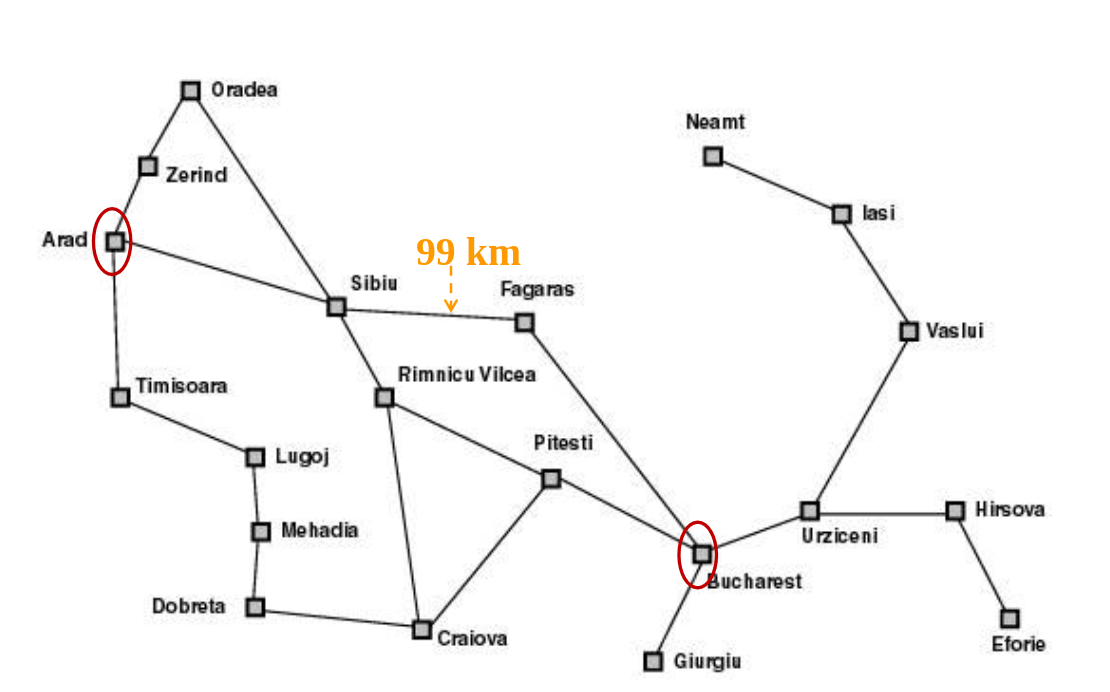 Oradea
Neamt
Zerind
Iasi
Arad
99 km
Sibiu
Fagaras
Vaslui
Rimnicu Vilcea
Timisoara
Pitesti
Lugoj
Hirsova
Mehadia
Urziceni
Bucharest
Dobreta
Craiova
Eforie
Giurgiu